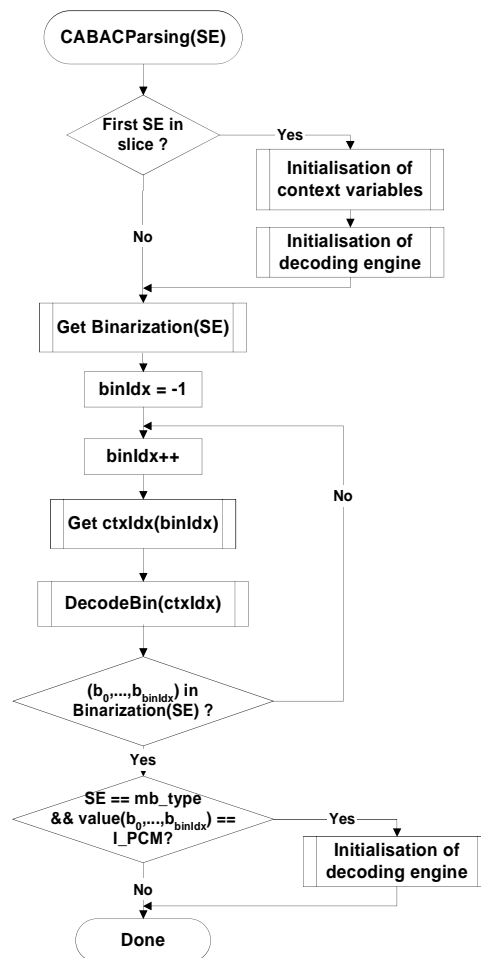 CABACParsing(SE)
First SE in
slice ?
Yes
Initialisation of
context variables
Initialisation of
decoding engine
No
Get Binarization(SE)
binIdx = -1
binIdx++
No
Get ctxIdx(binIdx)
DecodeBin(ctxIdx)
(b0,...,bbinIdx) in
Binarization(SE) ?
Yes
SE == mb_type
&& value(b0,...,bbinIdx) ==
I_PCM?
Yes
Initialisation of
decoding engine
No
Done